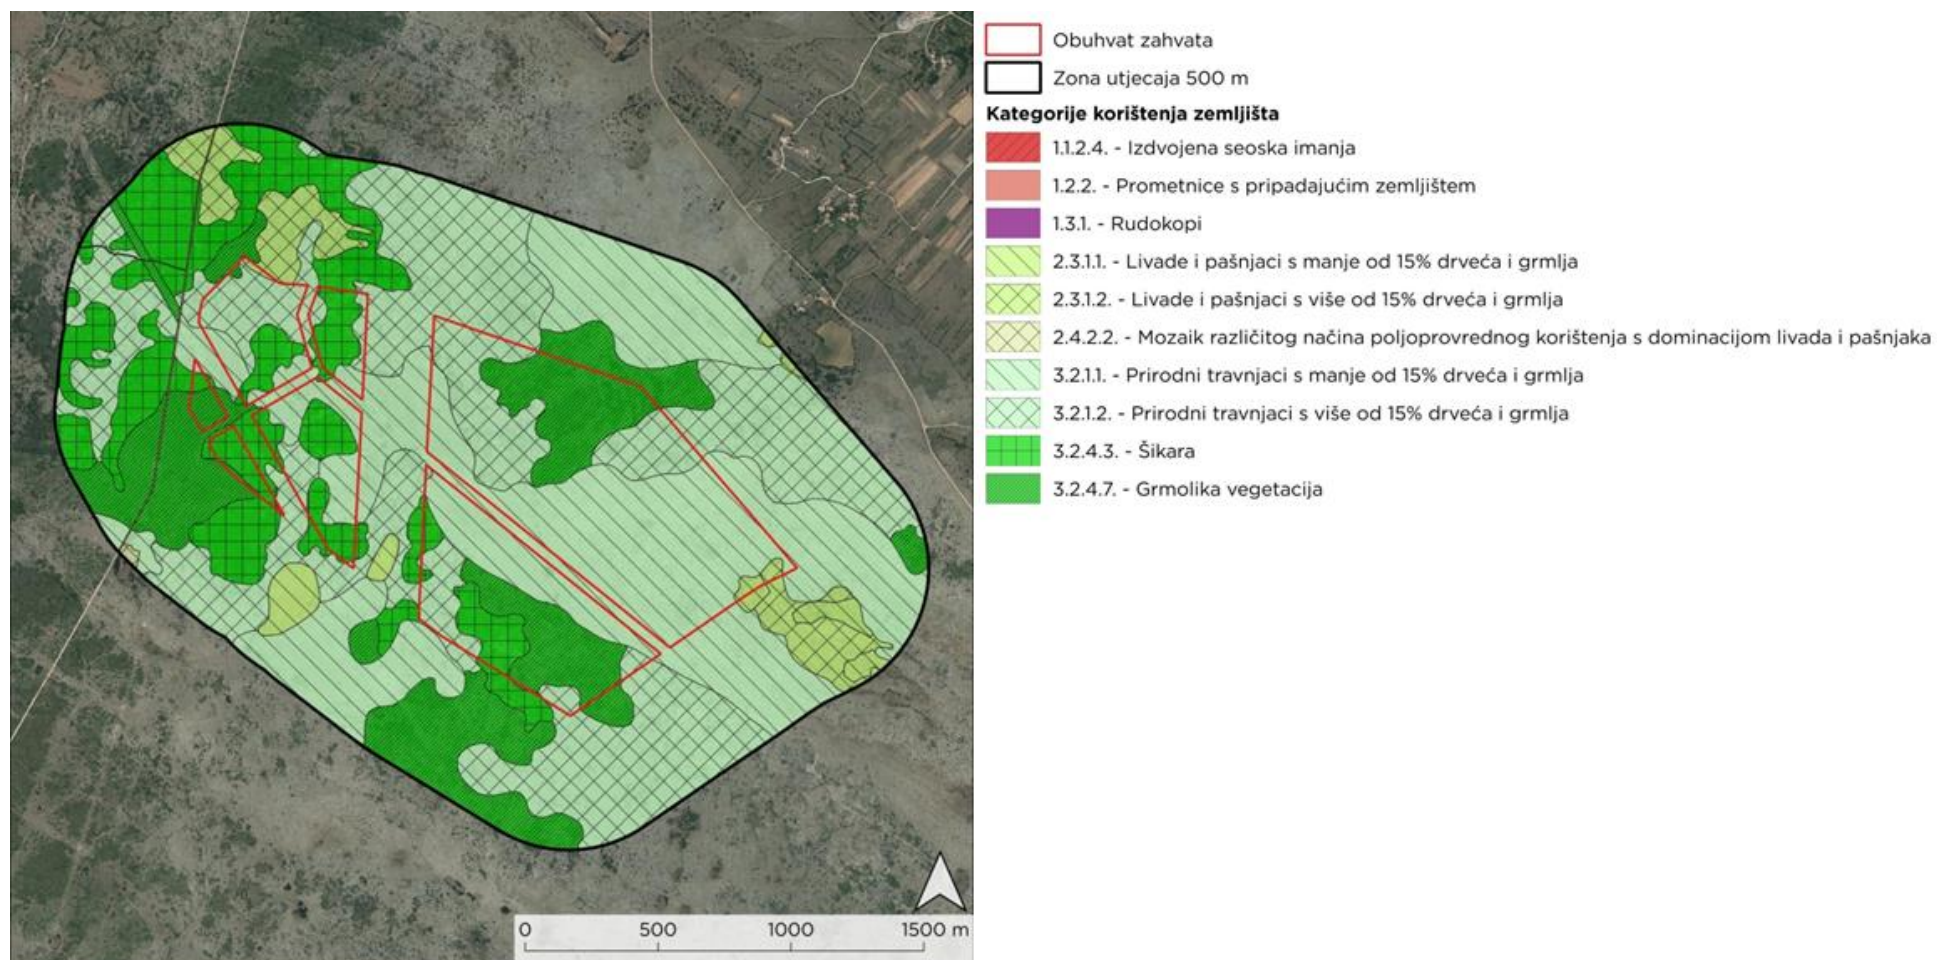 Obuhvat zahvata
Zona utjecaja 500 m
Kategorije korištenja zemljišta
1.1.2.4. - Izdvojena seoska imanja
1.2.2. - Prometnice s pripadajućim zemljištem
1.3.1. - Rudokopi
2.3.1.1. - Livade i pašnjaci s manje od 15% drveća i grmlja
2.3.1.2. - Livade i pašnjaci s više od 15% drveća i grmlja
2.4.2.2. - Mozaik različitog načina poljoprovrednog korištenja s dominacijom livada i pašnjaka
3.2.1.1. - Prirodni travnjaci s manje od 15% drveća i grmlja
3.2.1.2. - Prirodni travnjaci s više od 15% drveća i grmlja
3.2.4.3. - Šikara
3.2.4.7. - Grmolika vegetacija
0 500 1000 1500 m